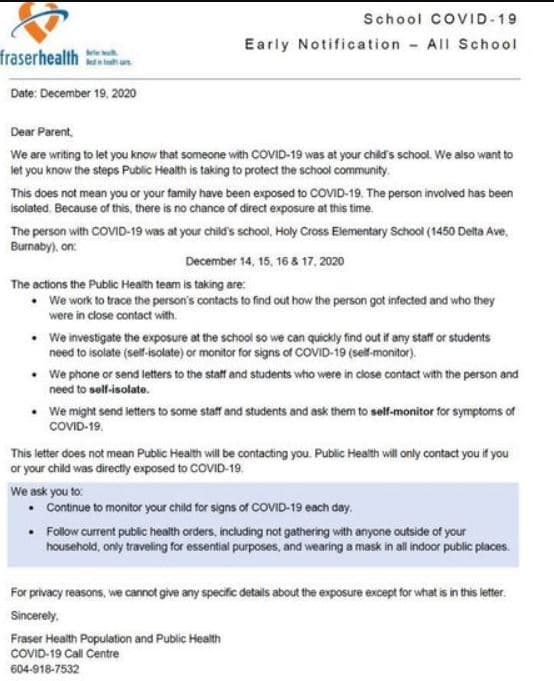 School COVID-19
Early Notification – All School
fraserhealth
Better health.
Best in health care.
Date: December 19, 2020
Dear Parent,
We are writing to let you know that someone with COVID-19 was at your child's school. We also want to
let you know the steps Public Health is taking to protect the school community.
This does not mean you or your family have been exposed to COVID-19. The person involved has been
isolated. Because of this, there is no chance of direct exposure at this time.
The person with COVID-19 was at your child's school, Holy Cross Elementary School (1450 Delta Ave,
Burnaby), on:
December 14, 15, 16 & 17, 2020
The actions the Public Health team is taking are:
• We work to trace the person's contacts to find out how the person got infected and who they
were in close contact with.
• We investigate the exposure at the school so we can quickly find out if any staff or students
need to isolate (self-isolate) or monitor for signs of COVID-19 (self-monitor).
• We phone or send letters to the staff and students who were in close contact with the person and
need to self-isolate.
• We might send letters to some staff and students and ask them to self-monitor for symptoms of
COVID-19.
This letter does not mean Public Health will be contacting you. Public Health will only contact you if you
or your child was directly exposed to COVID-19.
We ask you to:
• Continue to monitor your child for signs of COVID-19 each day.
• Follow current public health orders, including not gathering with anyone outside of your
household, only traveling for essential purposes, and wearing a mask in all indoor public places.
For privacy reasons, we cannot give any specific details about the exposure except for what is in this letter.
Sincerely,
Fraser Health Population and Public Health
COVID-19 Call Centre
604-918-7532